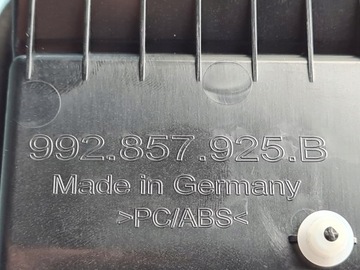 992.857.925.B
Made in Germany
>PC/ABS<